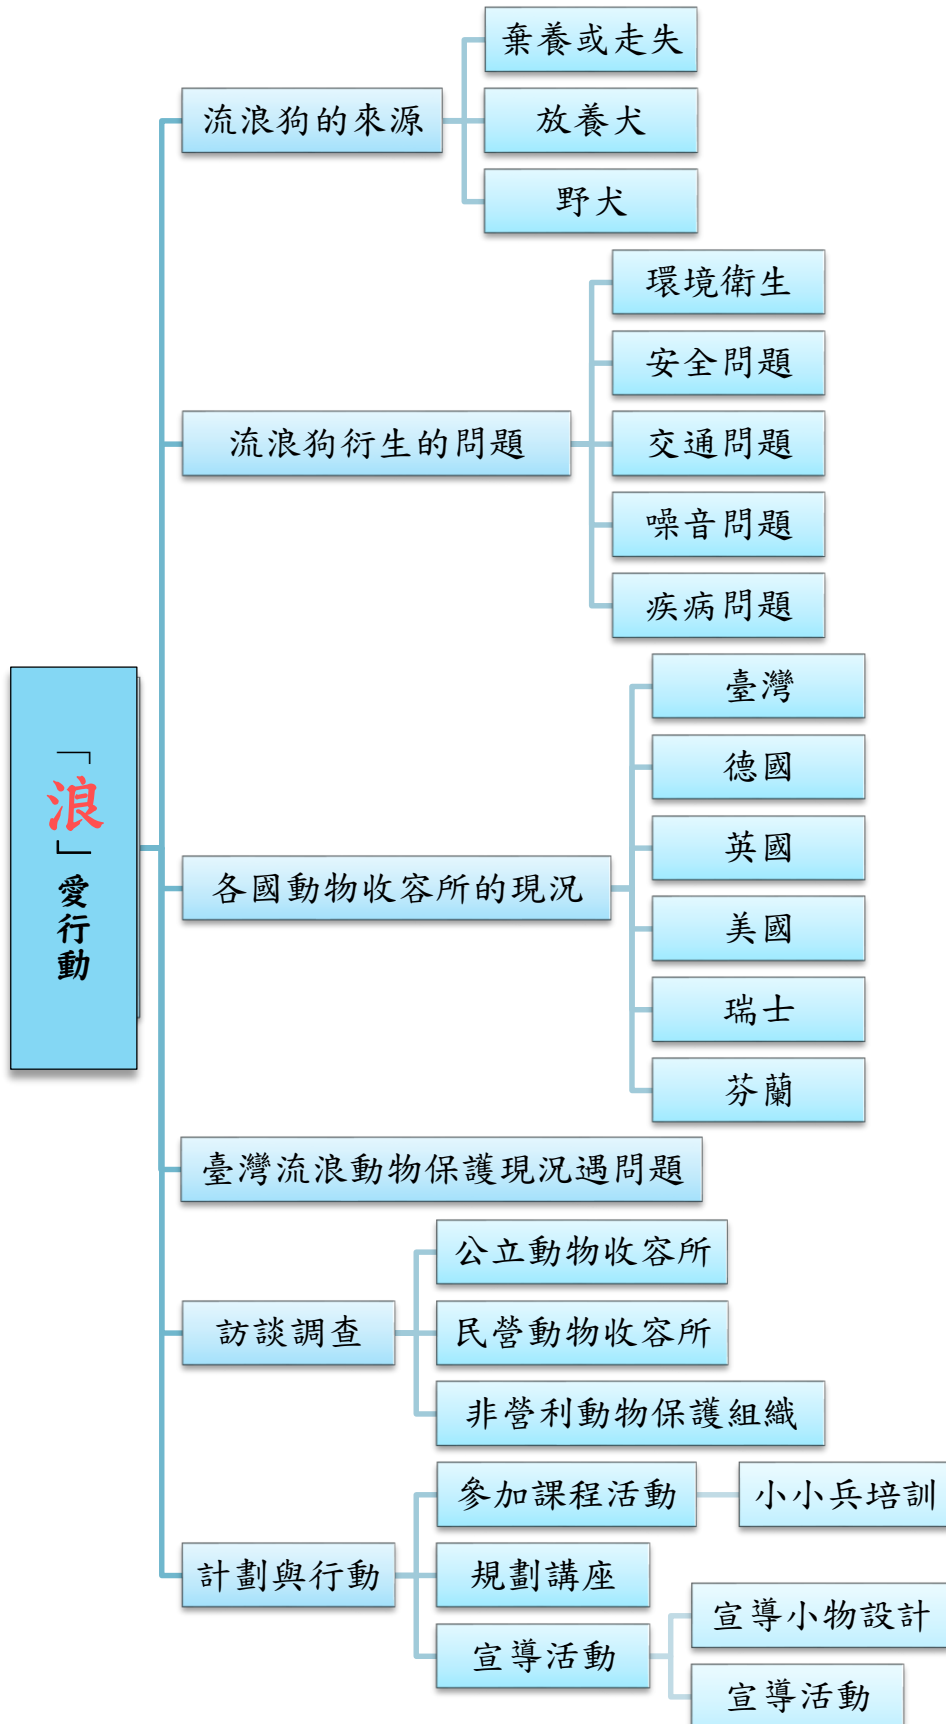 「浪」愛行動
流浪狗的來源
棄養或走失
放養犬
野犬
流浪狗衍生的問題
環境衛生
安全問題
交通問題
噪音問題
疾病問題
各國動物收容所的現況
臺灣
德國
英國
美國
瑞士
芬蘭
臺灣流浪動物保護現況遇問題
訪談調查
公立動物收容所
民營動物收容所
非營利動物保護組織
計劃與行動
參加課程活動
小小兵培訓
規劃講座
宣導活動
宣導小物設計
宣導活動